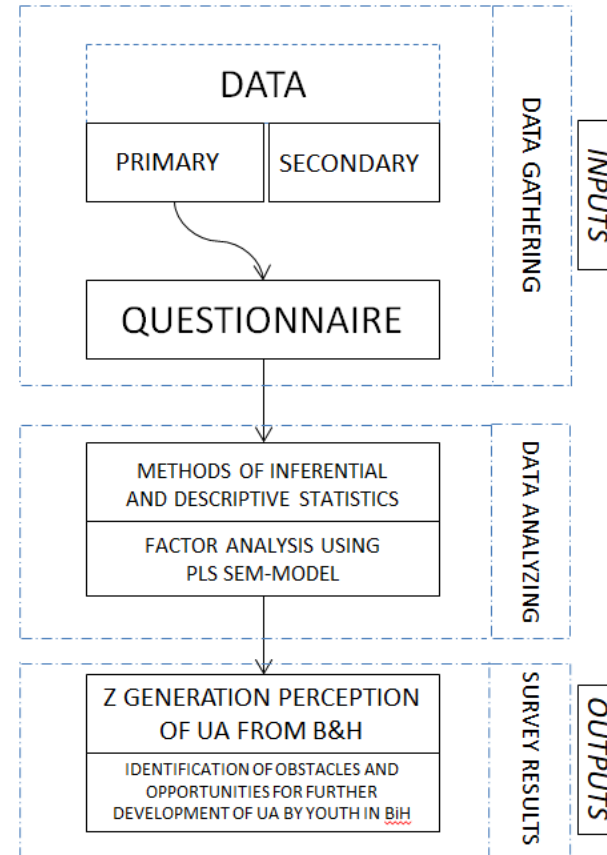 DATA
PRIMARY
SECONDARY
QUESTIONNAIRE
DATA GATHERING
INPUTS
METHODS OF INFERENTIAL
AND DESCRIPTIVE STATISTICS
FACTOR ANALYSIS USING
PLS SEM-MODEL
DATA ANALYZING
Z GENERATION PERCEPTION
OF UA FROM B&H
IDENTIFICATION OF OBSTACLES AND
OPPORTUNITIES FOR FURTHER
DEVELOPMENT OF UA BY YOUTH IN BiH
SURVEY RESULTS
OUTPUTS